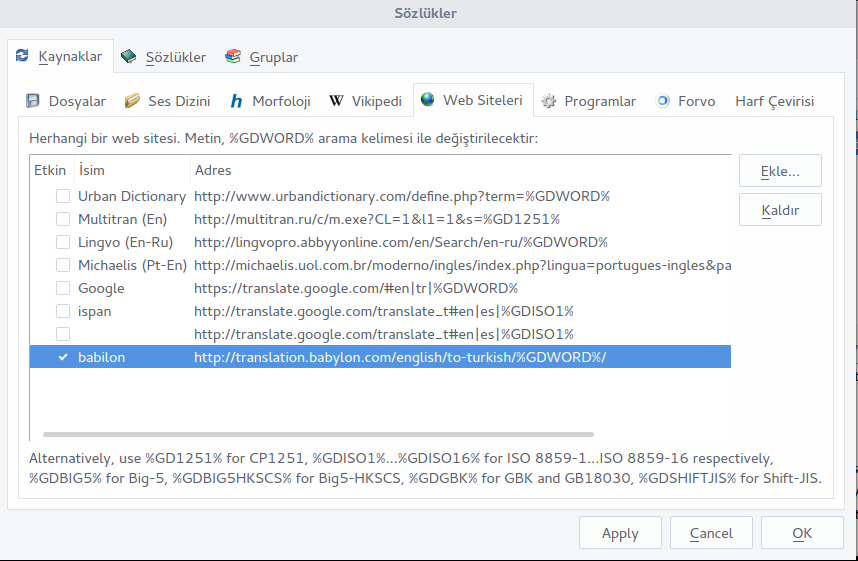 Sözlükler
Kaynaklar Sözlükler Gruplar
Dosyalar Ses Dizini Morfoloji Vikipedi Web Siteleri Programlar Forvo Harf Çevirisi
Herhangi bir web sitesi. Metin, %GDWORD% arama kelimesi ile değiştirilecektir:
Etkin İsim Adres
Urban Dictionary http://www.urbandictionary.com/define.php?term=%GDWORD%
Multitran (En) http://multitran.ru/c/m.exe?CL=1&l1=1&s=%GD1251%
Lingvo (En-Ru) http://lingvopro.abbyyonline.com/en/Search/en-ru/%GDWORD%
Michaelis (Pt-En) http://michaelis.uol.com.br/moderno/ingles/index.php?lingua=portugues-ingles&pa
Google https://translate.google.com/#en|tr|%GDWORD%
ispan http://translate.google.com/translate_t#en|es|%GDISO1%
http://translate.google.com/translate_t#en|es|%GDISO1%
babilon http://translation.babylon.com/english/to-turkish/%GDWORD%/
Ekle...
Kaldır
Alternatively, use %GD1251% for CP1251, %GDISO1%...%GDISO16% for ISO 8859-1...ISO 8859-16 respectively,
%GDBIG5% for Big-5, %GDBIG5HKSCS% for Big5-HKSCS, %GDGBK% for GBK and GB18030, %GDSHIFTJIS% for Shift-JIS.
Apply Cancel OK